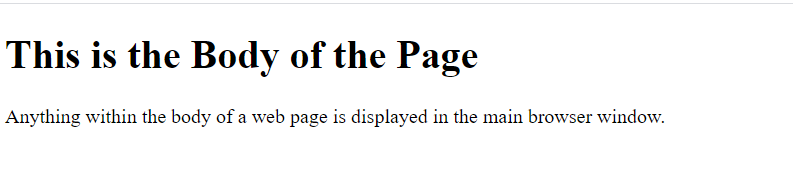 This is the Body of the Page
Anything within the body of a web page is displayed in the main browser window.